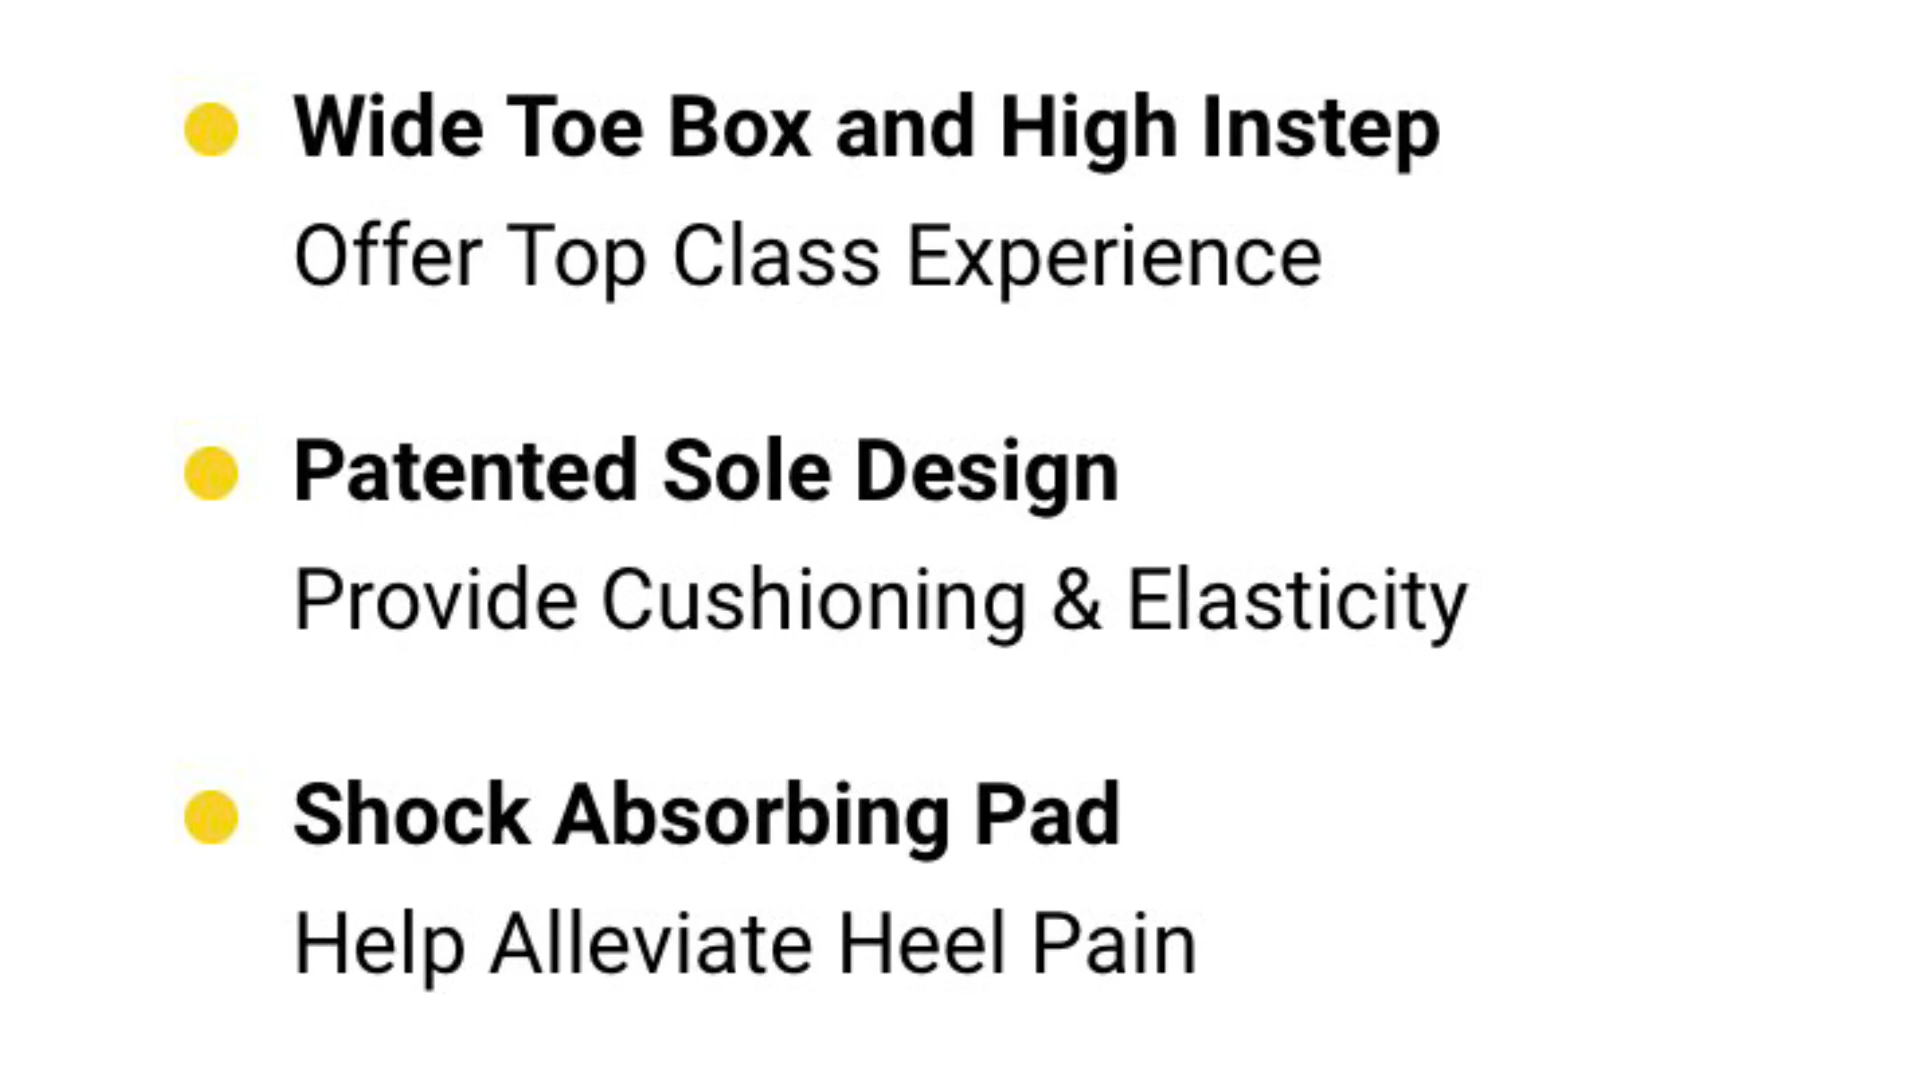 Wide Toe Box and High Instep
Offer Top Class Experience
Patented Sole Design
Provide Cushioning & Elasticity
Shock Absorbing Pad
Help Alleviate Heel Pain